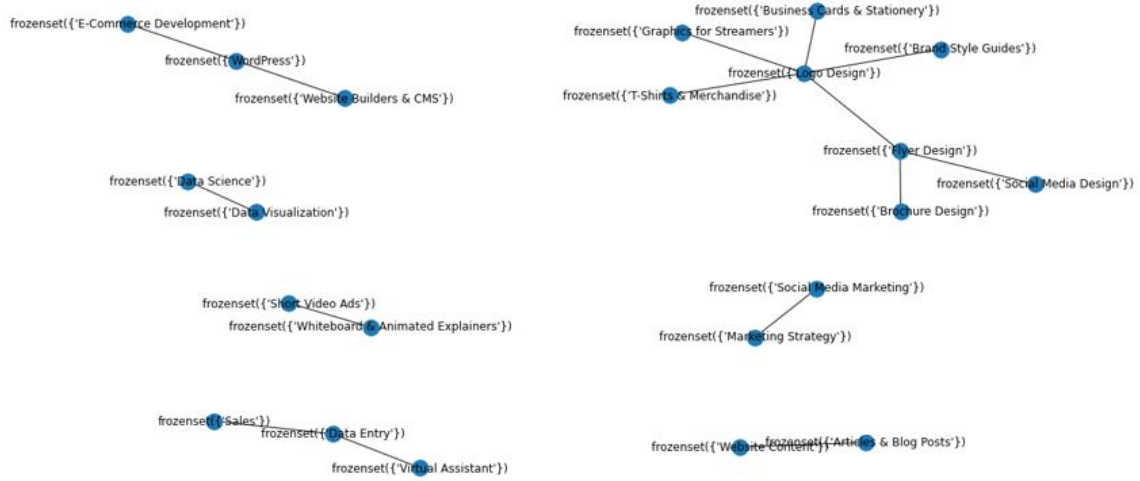 frozenset({'E-Commerce Development'})
frozenset({'WordPress'})
frozenset({'Website Builders & CMS'})
frozenset({'Data Science'})
frozenset({'Data Visualization'})
frozenset({'Short Video Ads'})
frozenset({'Whiteboard & Animated Explainers'})
frozenset({'Sales'})
frozenset({'Data Entry'})
frozenset({'Virtual Assistant'})
frozenset({'Business Cards & Stationery'})
frozenset({'Graphics for Streamers'})
frozenset({'Brand Style Guides'})
frozenset({'Logo Design'})
frozenset({'T-Shirts & Merchandise'})
frozenset({'Flyer Design'})
frozenset({'Social Media Design'})
frozenset({'Brochure Design'})
frozenset({'Social Media Marketing'})
frozenset({'Marketing Strategy'})
frozenset({'Articles & Blog Posts'})
frozenset({'Website Content'})